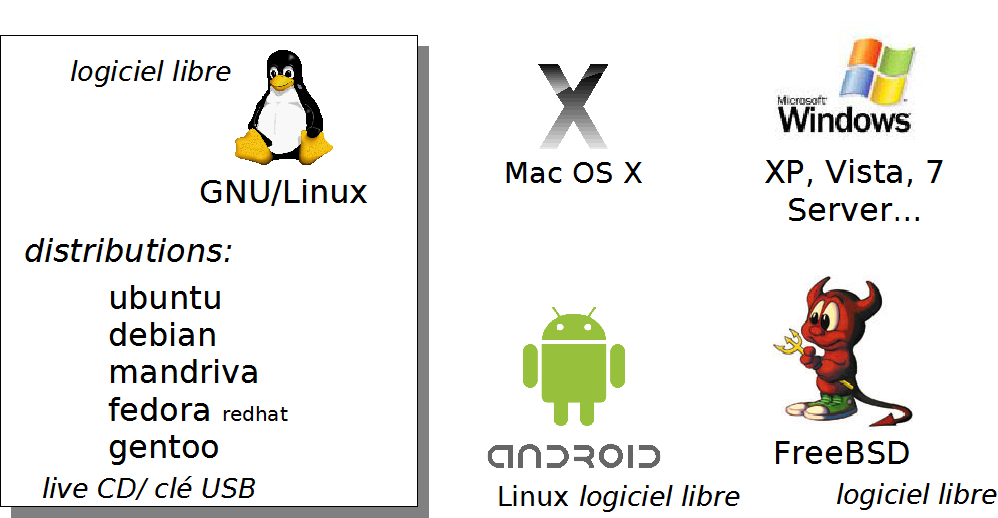 logiciel libre
GNU/Linux
distributions:
ubuntu
debian
mandriva
fedora redhat
gentoo
live CD/ clé USB
X
Mac OS X
Microsoft
Windows
XP, Vista, 7
Server...
ANDROID
Linux logiciel libre
FreeBSD
logiciel libre